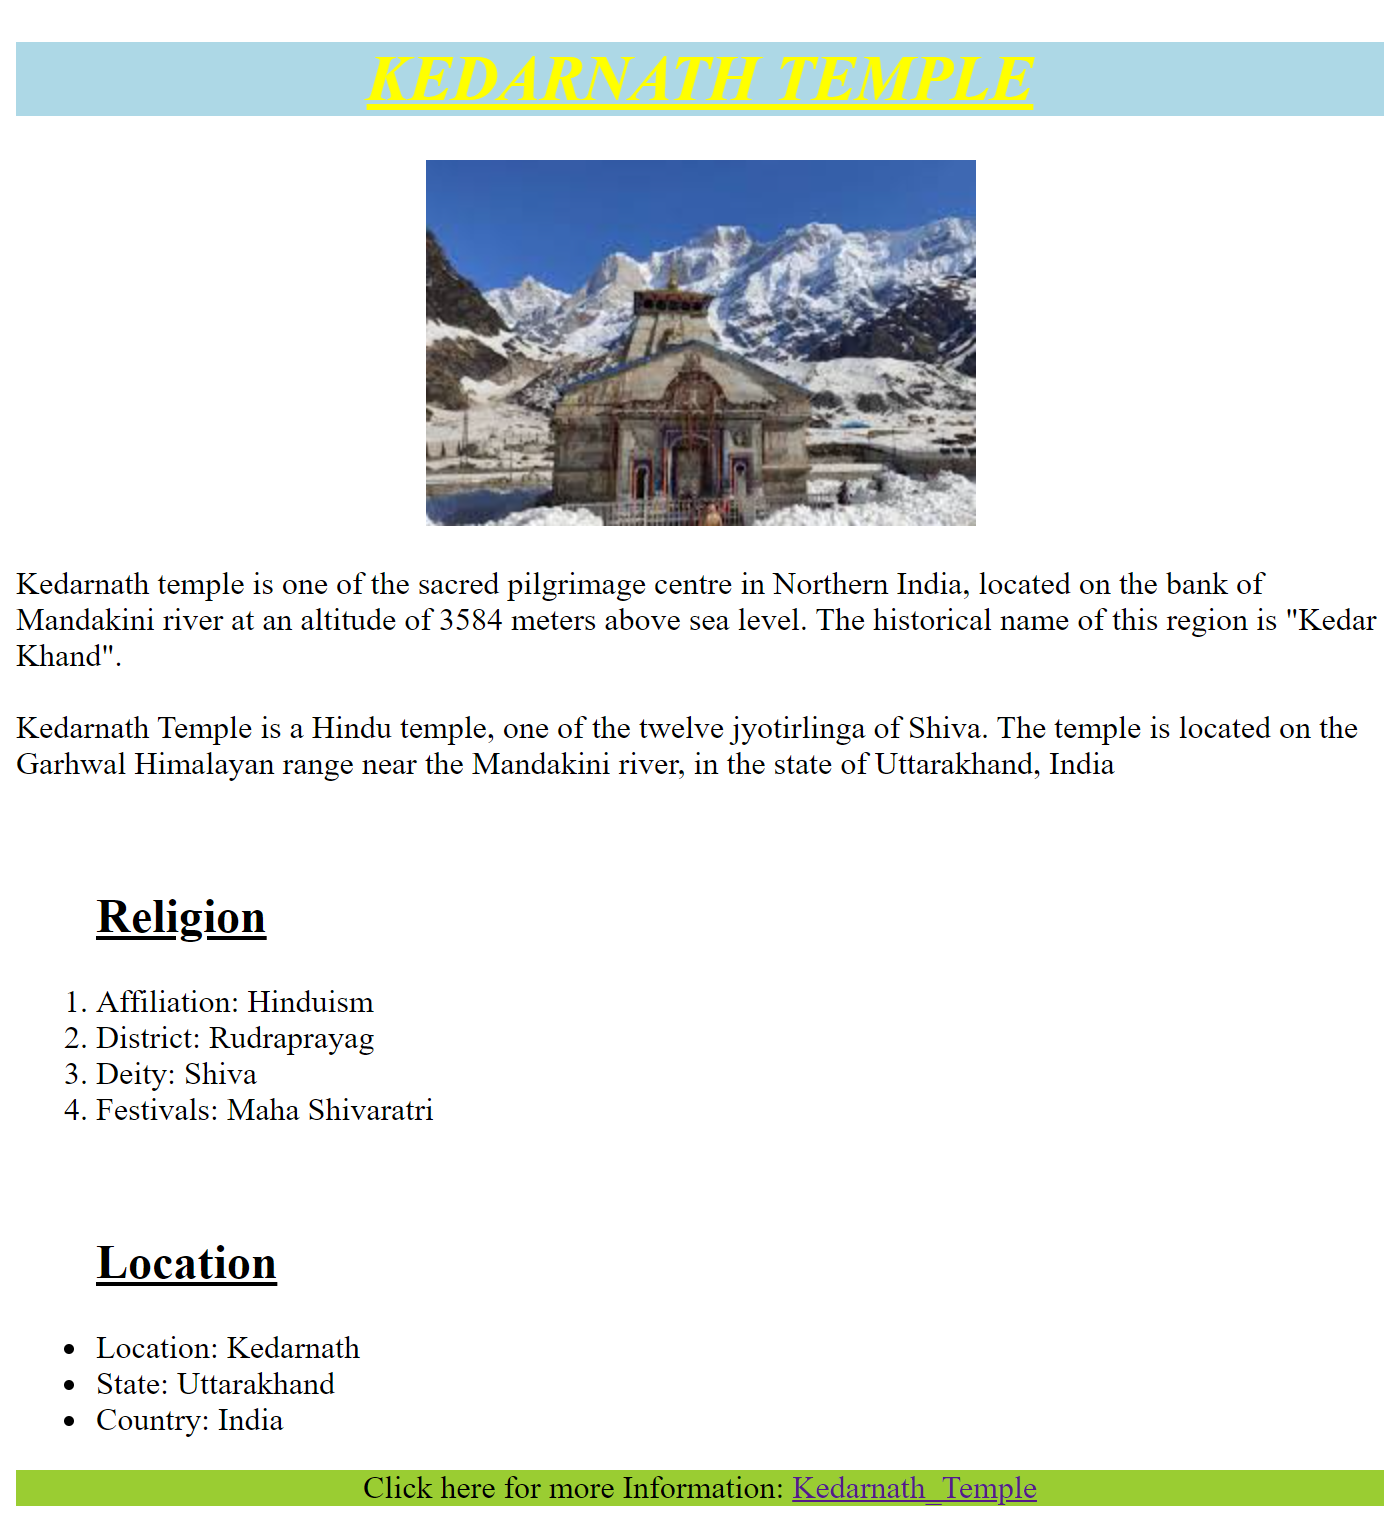 KEDARNATH TEMPLE
Kedarnath temple is one of the sacred pilgrimage centre in Northern India, located on the bank of
Mandakini river at an altitude of 3584 meters above sea level. The historical name of this region is "Kedar
Khand".
Kedarnath Temple is a Hindu temple, one of the twelve jyotirlinga of Shiva. The temple is located on the
Garhwal Himalayan range near the Mandakini river, in the state of Uttarakhand, India
Religion
1. Affiliation: Hinduism
2. District: Rudraprayag
3. Deity: Shiva
4. Festivals: Maha Shivaratri
Location
• Location: Kedarnath
• State: Uttarakhand
• Country: India
Click here for more Information: Kedarnath_Temple